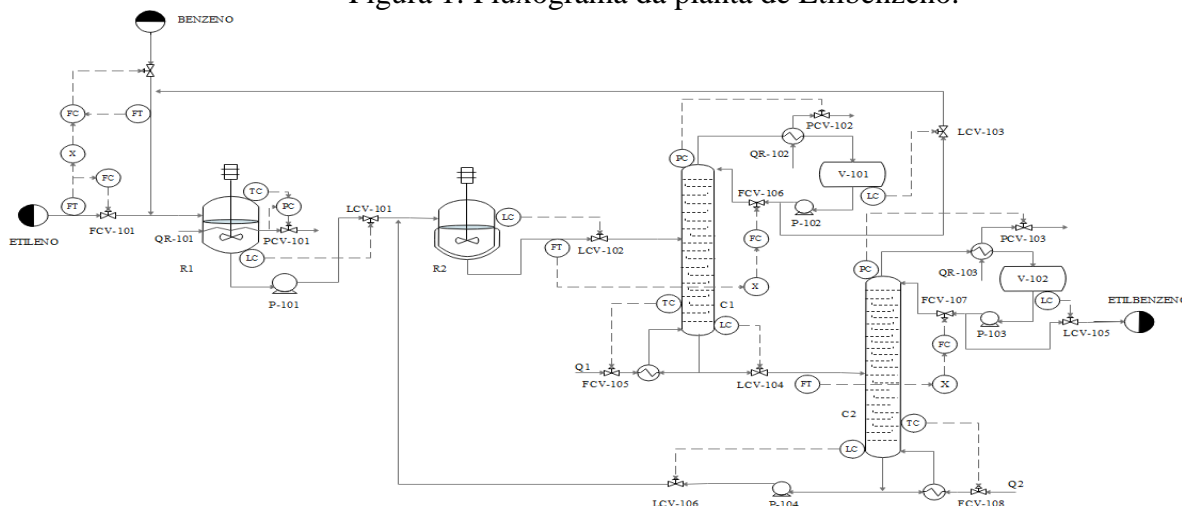 Figura 1: Fluxograma da planta de Etilbenzeno.
BENZENO
FC
FT
X
FC
FT
ETILENO
FCV-101
QR-101
R1
TC
PC
PCV-101
LC
P-101
LCV-101
R2
LC
LCV-102
FT
PC
PCV-102
QR-102
V-101
LC
LCV-103
FCV-106
P-102
FC
X
TC
C1
LC
Q1
FCV-105
LCV-104
FT
PC
PCV-103
QR-103
V-102
LC
ETILBENZENO
FCV-107
P-103
LCV-105
FC
X
C2
TC
LC
LCV-106
P-104
Q2
FCV-108